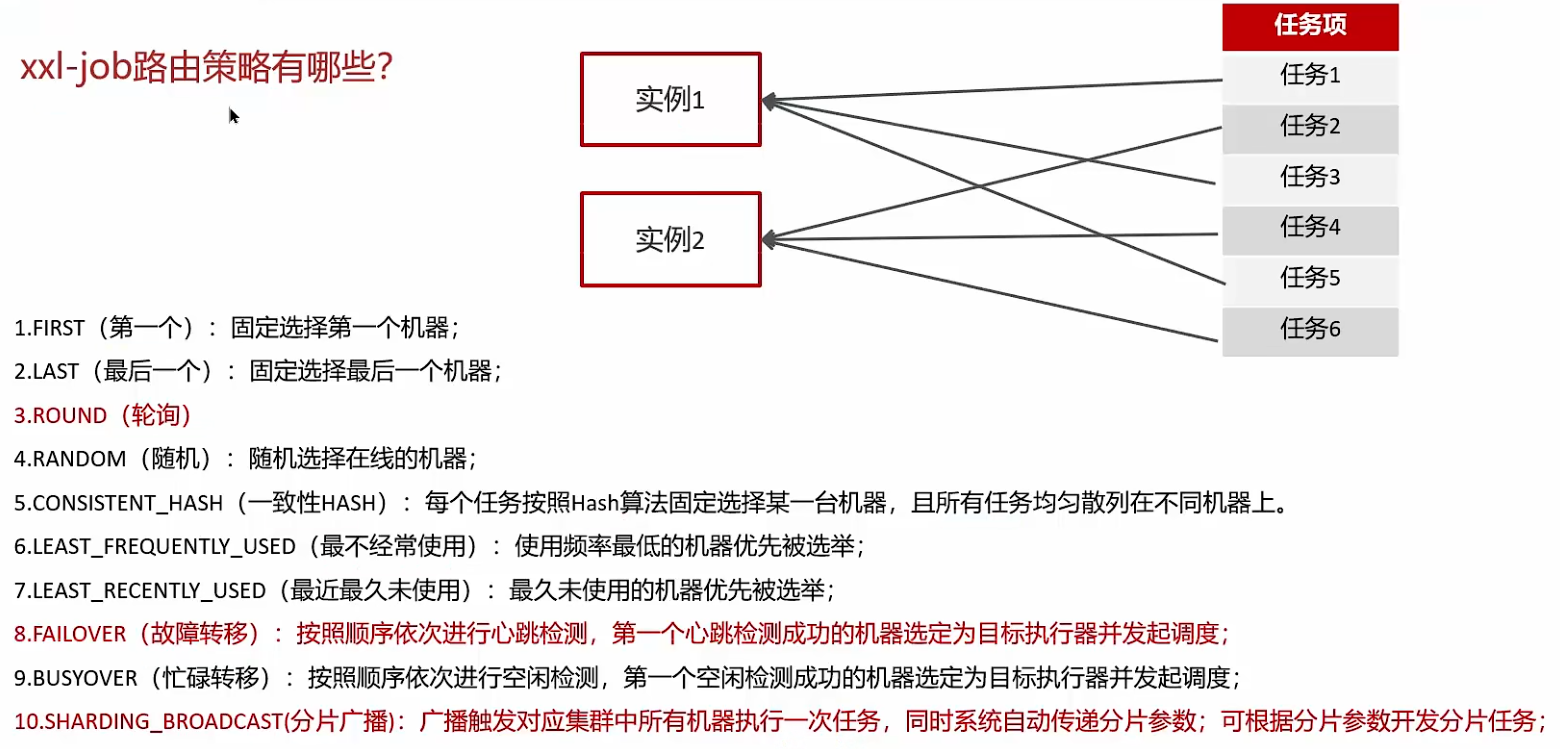 xxl-job路由策略有哪些?
实例1
实例2
任务项
任务1
任务2
任务3
任务4
任务5
任务6
1.FIRST（第一个）：固定选择第一个机器；
2.LAST（最后一个）：固定选择最后一个机器；
3.ROUND（轮询）
4.RANDOM（随机）：随机选择在线的机器；
5.CONSISTENT_HASH（一致性HASH）：每个任务按照Hash算法固定选择某一台机器，且所有任务均匀散列在不同机器上。
6.LEAST_FREQUENTLY_USED（最不经常使用）：使用频率最低的机器优先被选举；
7.LEAST_RECENTLY_USED（最近最久未使用）：最久未使用的机器优先被选举；
8.FAILOVER（故障转移）：按照顺序依次进行心跳检测，第一个心跳检测成功的机器选定为目标执行器并发起调度；
9.BUSYOVER（忙碌转移）：按照顺序依次进行空闲检测，第一个空闲检测成功的机器选定为目标执行器并发起调度；
10.SHARDING_BROADCAST(分片广播)：广播触发对应集群中所有机器执行一次任务，同时系统自动传递分片参数；可根据分片参数开发分片任务；